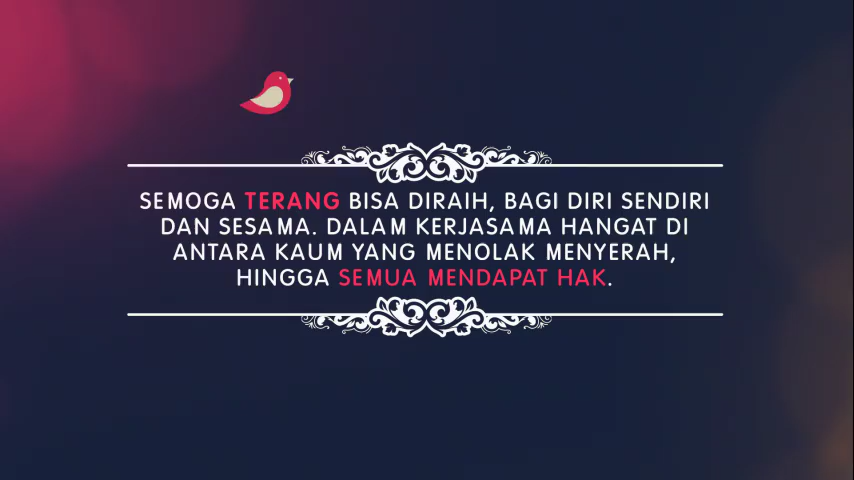 SEMOGA TERANG BISA DIRAIH, BAGI DIRI SENDIRI
DAN SESAMA. DALAM KERJASAMA HANGAT DI
ANTARA KAUM YANG MENOLAK MENYERAH,
HINGGA SEMUA MENDAPAT HAK.